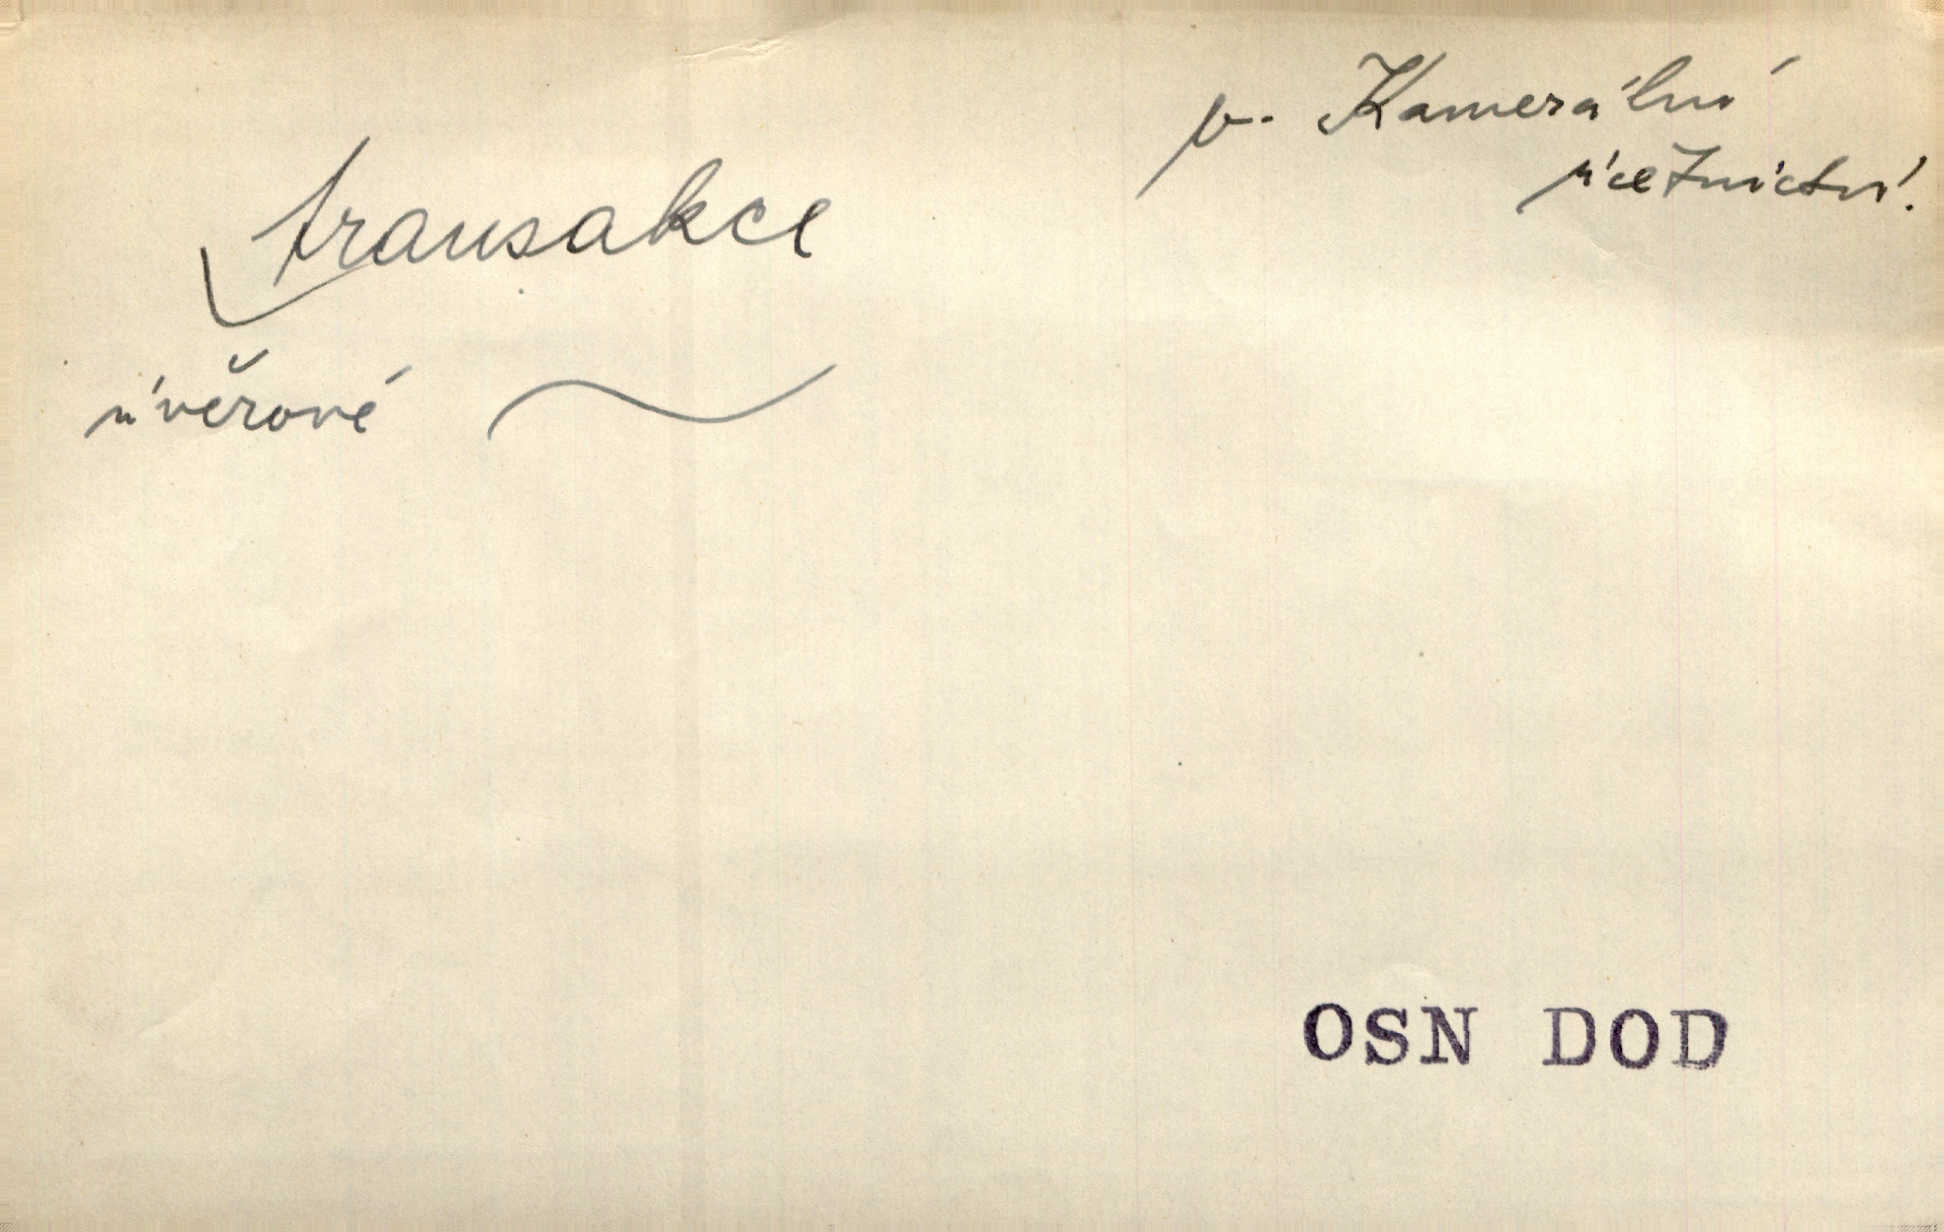 v. Kamerální
účetnictví.
transakce
úvěrové ~
OSN DOD